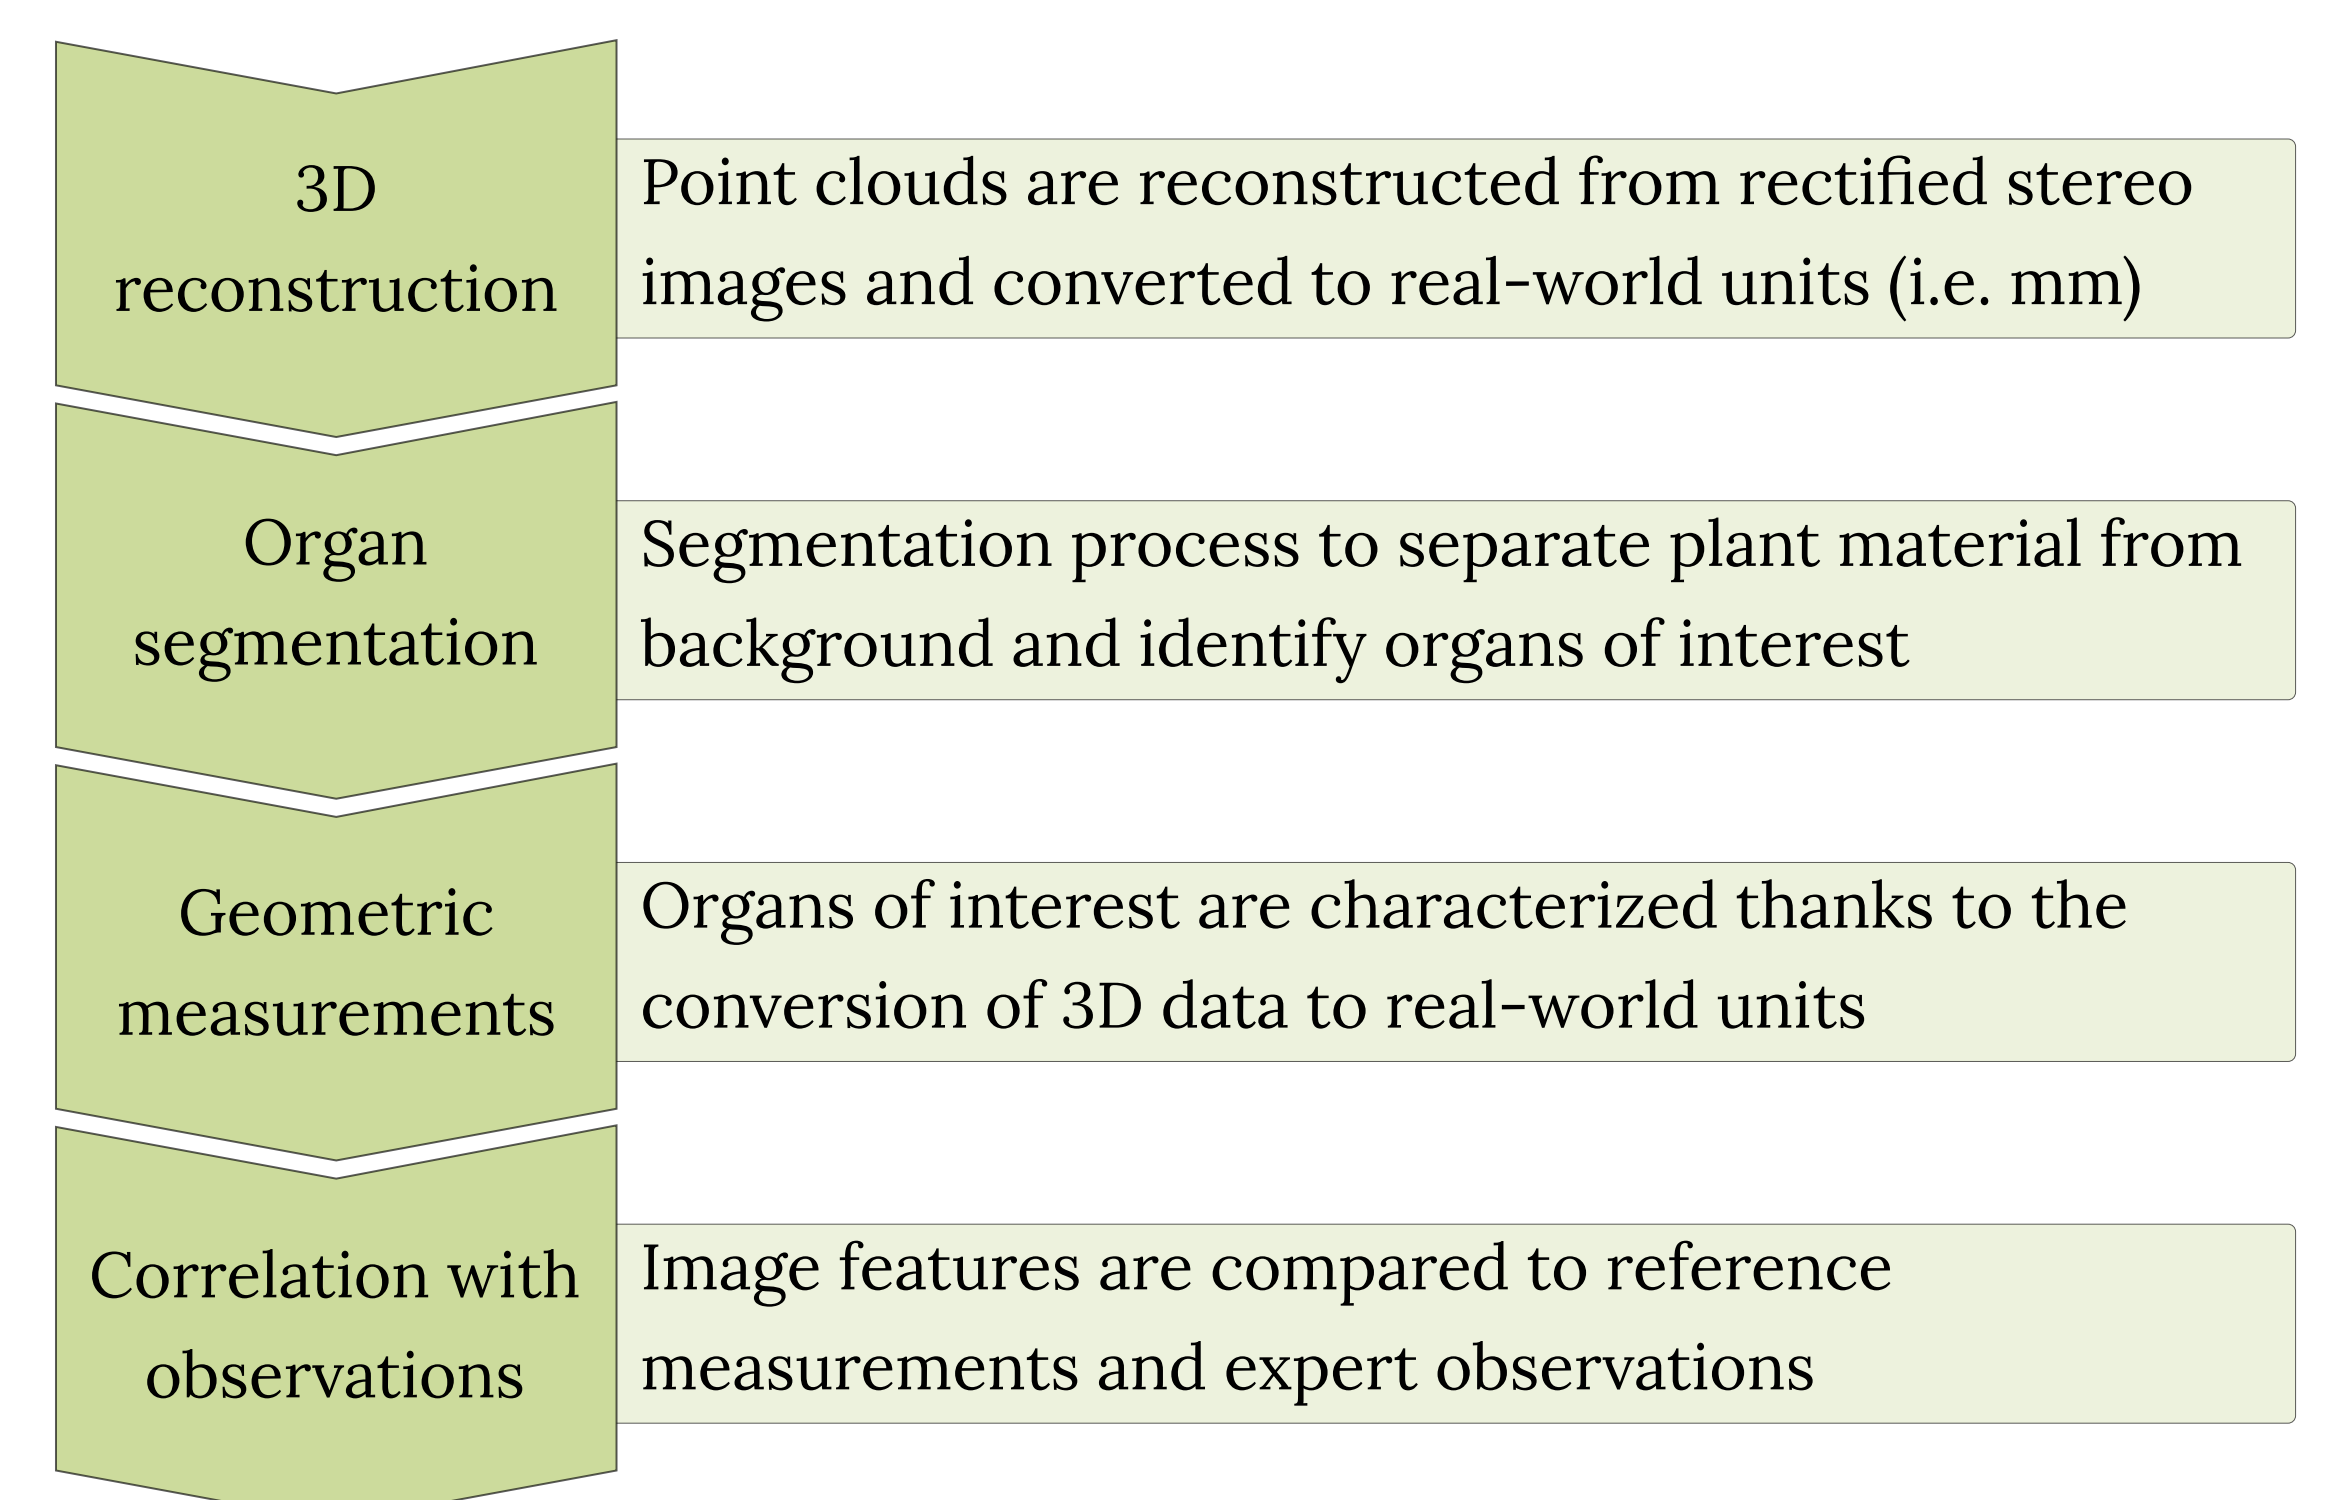 3D
reconstruction
Point clouds are reconstructed from rectified stereo
images and converted to real-world units (i.e. mm)
Organ
segmentation
Segmentation process to separate plant material from
background and identify organs of interest
Geometric
measurements
Organs of interest are characterized thanks to the
conversion of 3D data to real-world units
Correlation with
observations
Image features are compared to reference
measurements and expert observations